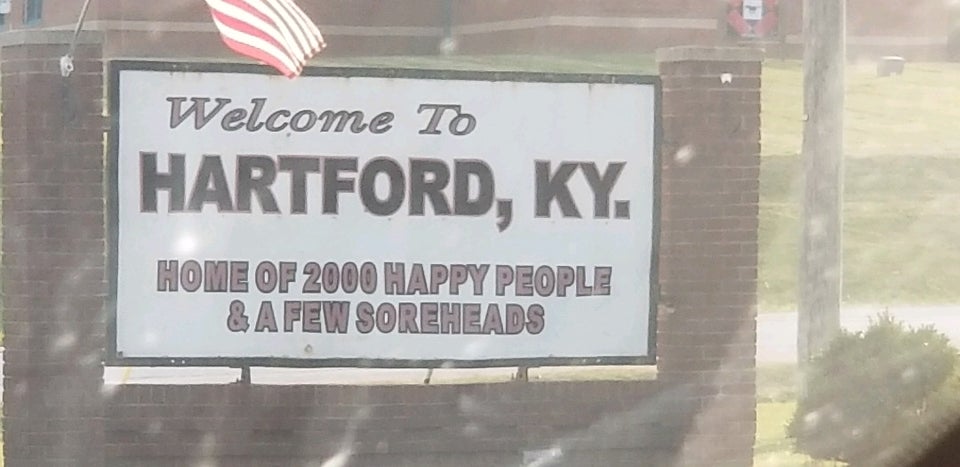 Welcome To
HARTFORD, KY.
HOME OF 2000 HAPPY PEOPLE
& A FEW SOREHEADS